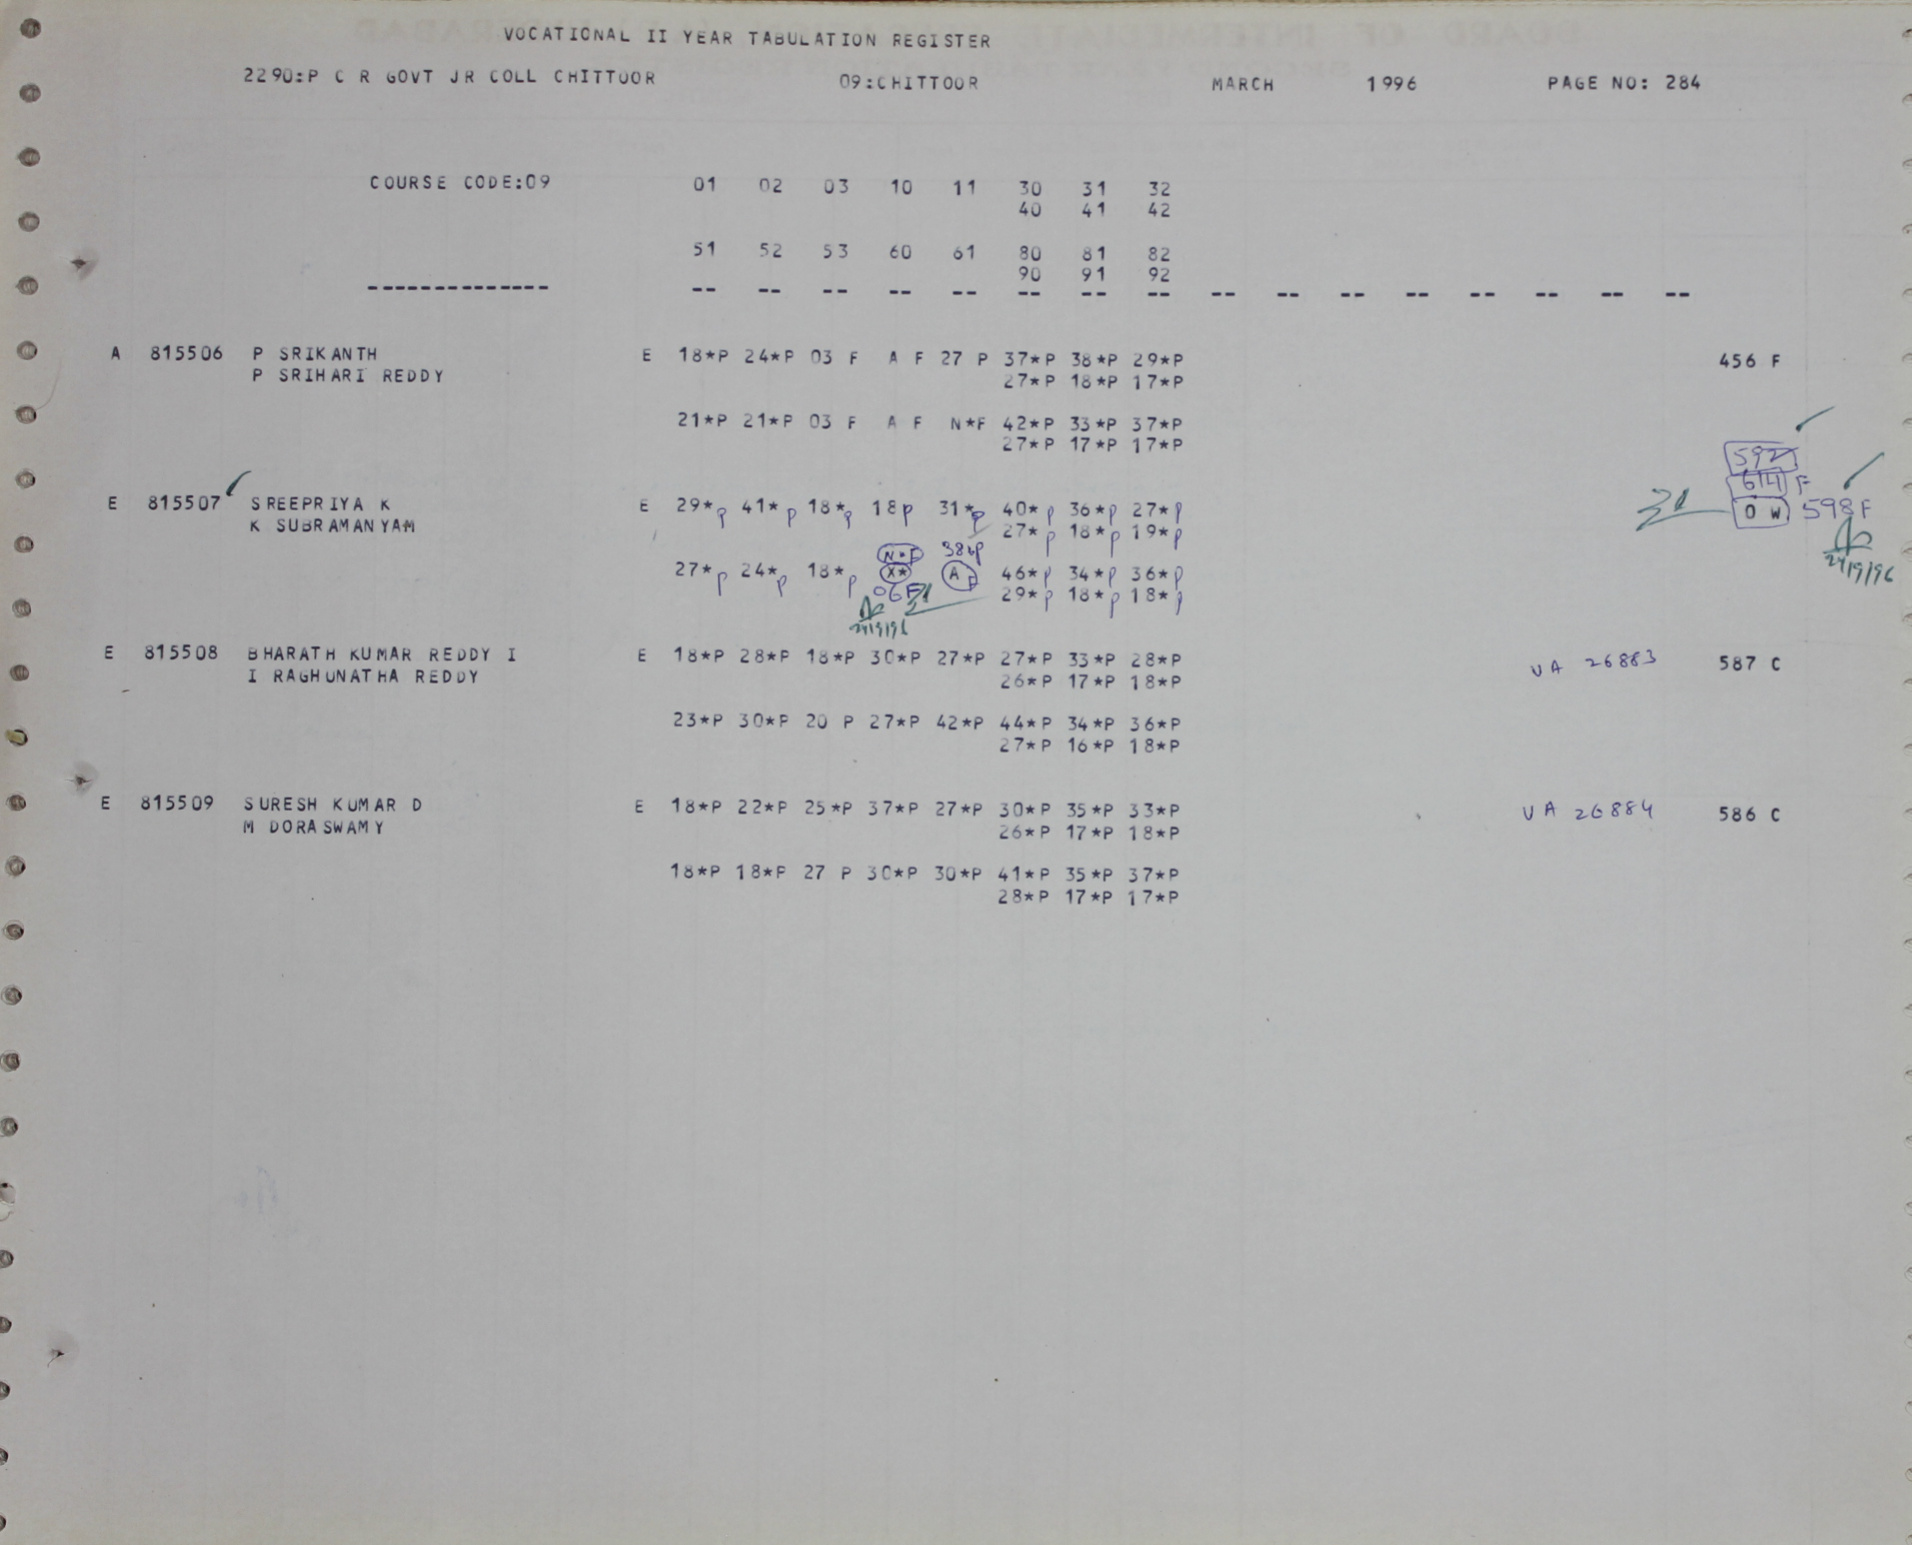 VOCATIONAL II YEAR TABULATION REGISTER
2290:P C R GOVT JR COLL CHITTOOR 09:CHITTOOR MARCH 1996 PAGE NO: 284
COURSE CODE:09 01 02 03 10 11 30 31 32
40 41 42
51 52 53 60 61 80 81 82
90 91 92
-------------- -- -- -- -- -- -- -- -- -- -- -- -- -- -- -- --
A 815506 P SRIKANTH E 18*P 24*P 03 F A F 27 P 37*P 38*P 29*P 456 F
P SRIHARI REDDY 27*P 18*P 17*P
21*P 21*P 03 F A F N*F 42*P 33*P 37*P
27*P 17*P 17*P
592
614 F
E 815507 SREEPRIYA K E 29*P 41*P 18*P 18P 31*P 40*P 36*P 27*P 0 W 598F
K SUBRAMANYAM 27*P 18*P 19*P
N*F 38*P
27*P 24*P 18*P X* A F 46*P 34*P 36*P 24/9/96
06F 29*P 18*P 18*P
24/9/96
E 815508 BHARATH KUMAR REDDY I E 18*P 28*P 18*P 30*P 27*P 27*P 33*P 28*P VA 26883 587 C
I RAGHUNATHA REDDY 26*P 17*P 18*P
23*P 30*P 20 P 27*P 42*P 44*P 34*P 36*P
27*P 16*P 18*P
E 815509 SURESH KUMAR D E 18*P 22*P 25*P 37*P 27*P 30*P 35*P 33*P VA 26884 586 C
M DORASWAMY 26*P 17*P 18*P
18*P 18*P 27 P 30*P 30*P 41*P 35*P 37*P
28*P 17*P 17*P